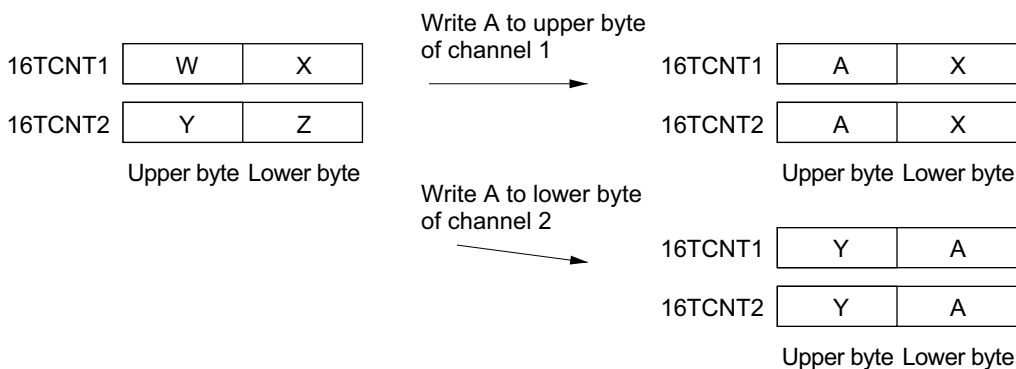 Write A to upper byte
of channel 1
16TCNT1 W X
16TCNT2 Y Z
Upper byte Lower byte
16TCNT1 A X
16TCNT2 A X
Upper byte Lower byte
Write A to lower byte
of channel 2
16TCNT1 Y A
16TCNT2 Y A
Upper byte Lower byte